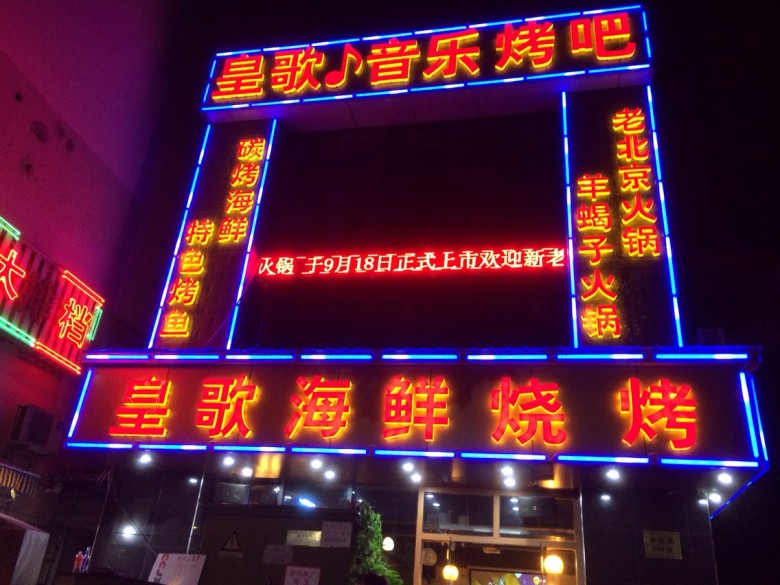 皇歌♪音乐烤吧
碳烤海鲜
特色烤鱼
老北京火锅
羊蝎子火锅
火锅 于9月18日正式上市欢迎新老
皇歌海鲜烧烤
大
档